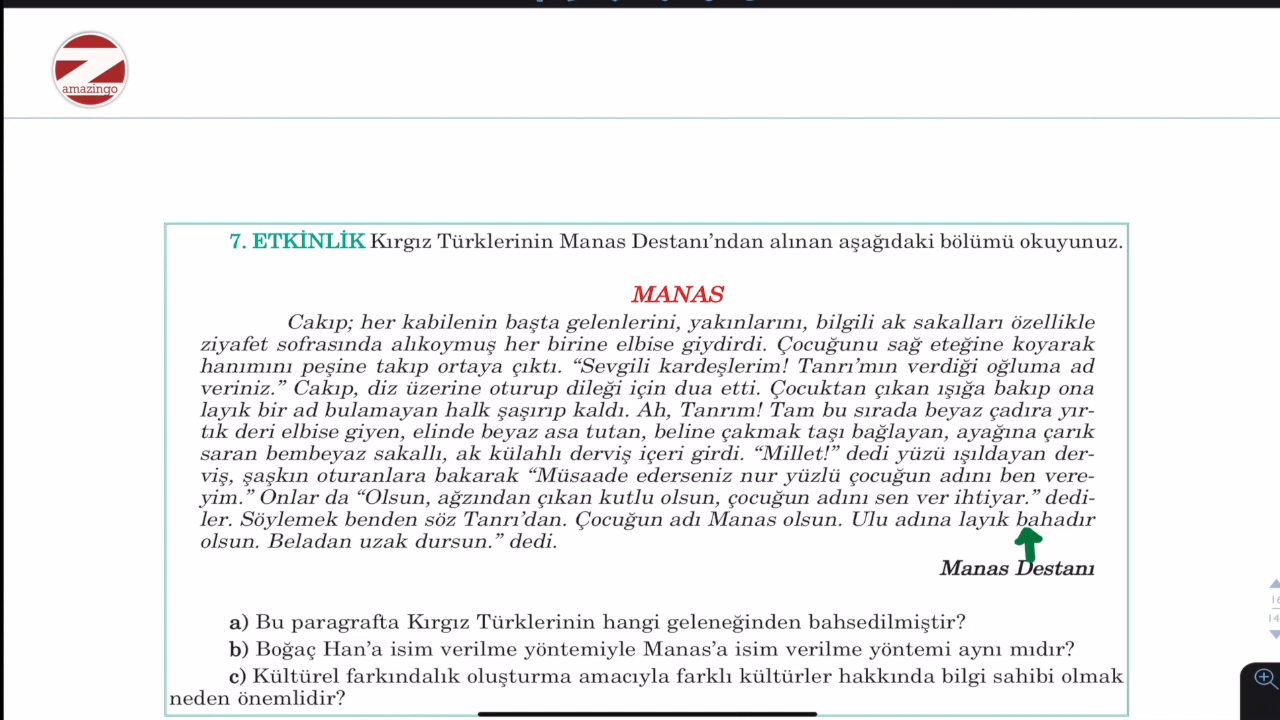 amazingo
7. ETKİNLİK Kırgız Türklerinin Manas Destanı’ndan alınan aşağıdaki bölümü okuyunuz.
MANAS
Cakıp; her kabilenin başta gelenlerini, yakınlarını, bilgili ak sakalları özellikle
ziyafet sofrasında alıkoymuş her birine elbise giydirdi. Çocuğunu sağ eteğine koyarak
hanımını peşine takıp ortaya çıktı. “Sevgili kardeşlerim! Tanrı’mın verdiği oğluma ad
veriniz.” Cakıp, diz üzerine oturup dileği için dua etti. Çocuktan çıkan ışığa bakıp ona
layık bir ad bulamayan halk şaşırıp kaldı. Ah, Tanrım! Tam bu sırada beyaz çadıra yır-
tık deri elbise giyen, elinde beyaz asa tutan, beline çakmak taşı bağlayan, ayağına çarık
saran bembeyaz sakallı, ak külahlı derviş içeri girdi. “Millet!” dedi yüzü ışıldayan der-
viş, şaşkın oturanlara bakarak “Müsaade ederseniz nur yüzlü çocuğun adını ben vere-
yim.” Onlar da “Olsun, ağzından çıkan kutlu olsun, çocuğun adını sen ver ihtiyar.” dedi-
ler. Söylemek benden söz Tanrı’dan. Çocuğun adı Manas olsun. Ulu adına layık bahadır
olsun. Beladan uzak dursun.” dedi.
Manas Destanı
a) Bu paragrafta Kırgız Türklerinin hangi geleneğinden bahsedilmiştir?
b) Boğaç Han’a isim verilme yöntemiyle Manas’a isim verilme yöntemi aynı mıdır?
c) Kültürel farkındalık oluşturma amacıyla farklı kültürler hakkında bilgi sahibi olmak
neden önemlidir?